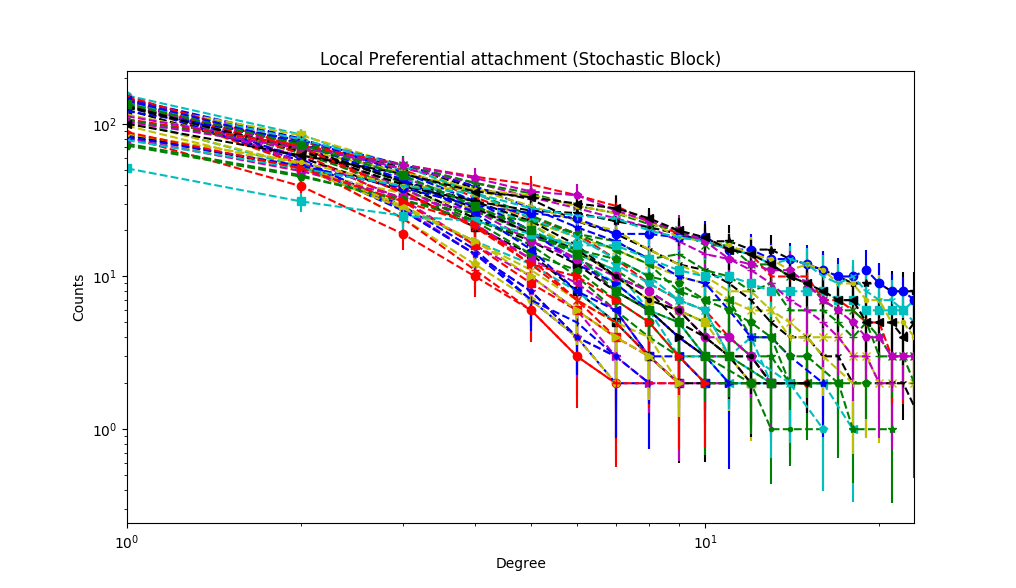 Local Preferential attachment (Stochastic Block)
10²
10¹
10⁰
Counts
10⁰
10¹
Degree